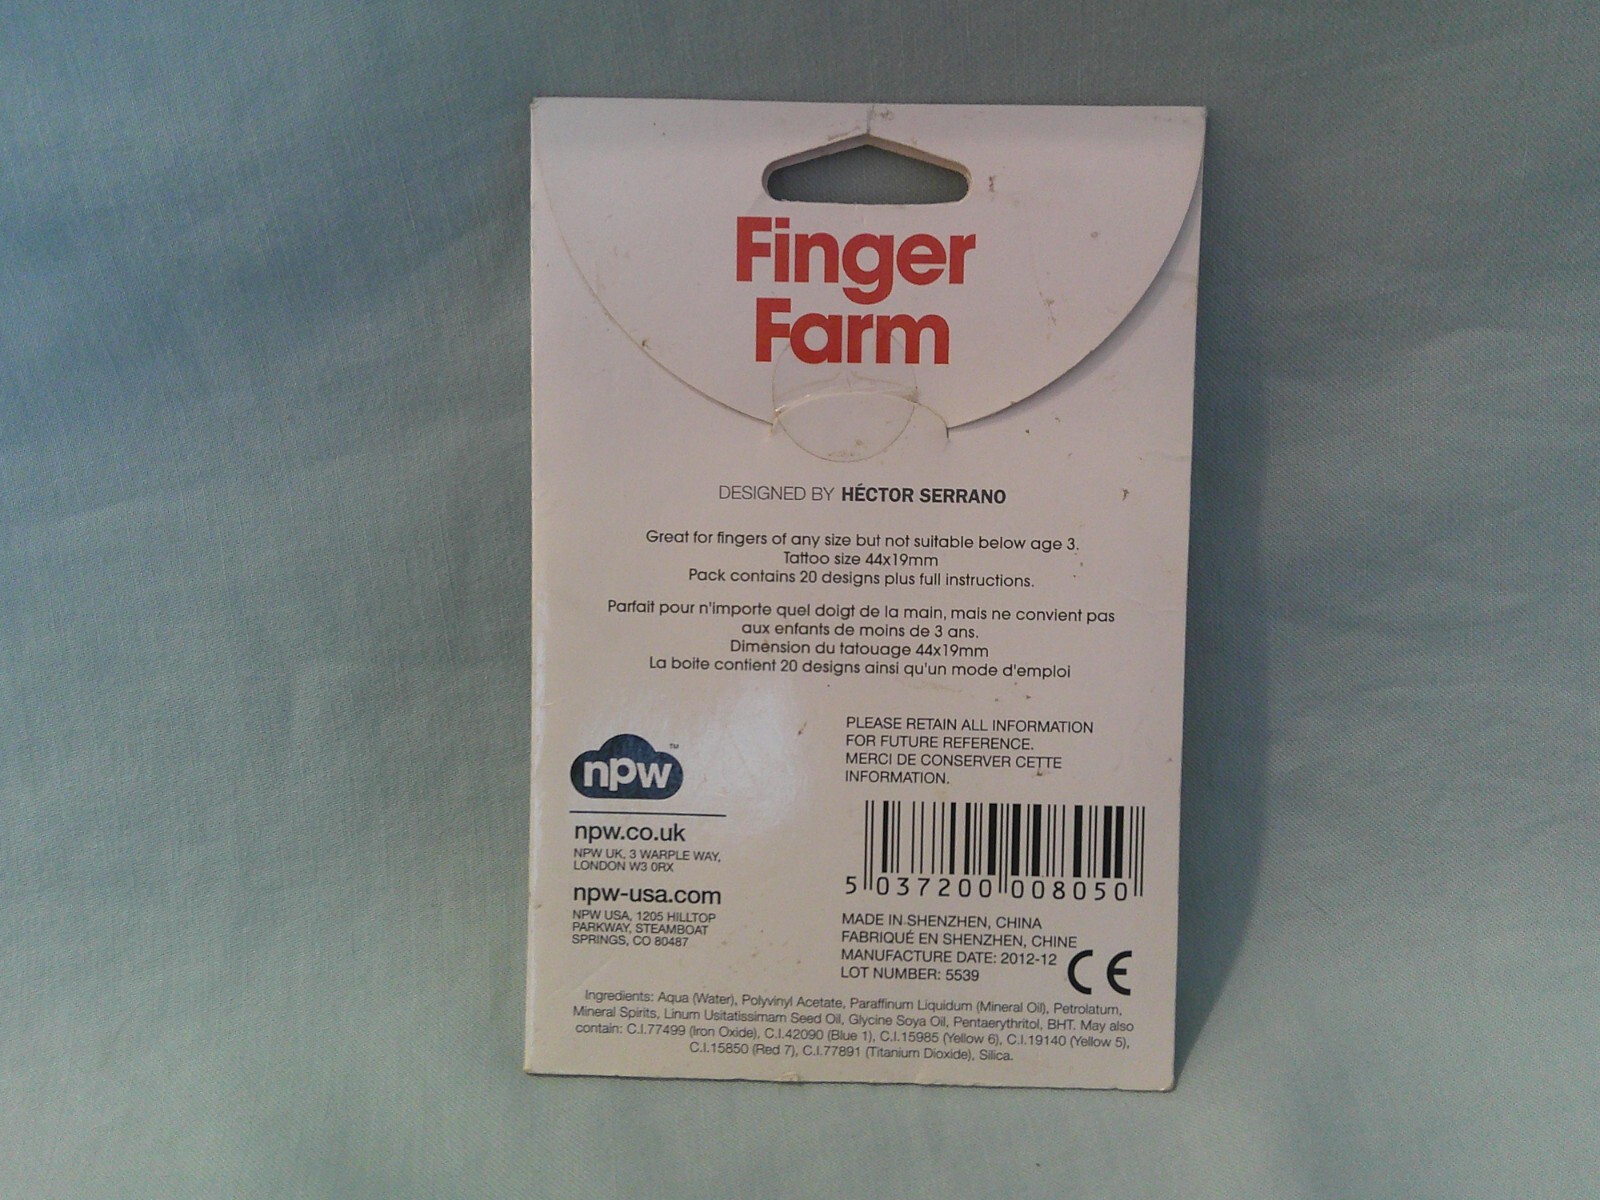 Finger
Farm
DESIGNED BY HÉCTOR SERRANO
Great for fingers of any size but not suitable below age 3.
Tattoo size 44x19mm
Pack contains 20 designs plus full instructions.
Parfait pour n'importe quel doigt de la main, mais ne convient pas
aux enfants de moins de 3 ans.
Dimension du tatouage 44x19mm
La boite contient 20 designs ainsi qu'un mode d'emploi
PLEASE RETAIN ALL INFORMATION
FOR FUTURE REFERENCE.
MERCI DE CONSERVER CETTE
INFORMATION.
npw™
npw.co.uk
NPW UK, 3 WARPLE WAY,
LONDON W3 0RX
npw-usa.com
NPW USA, 1205 HILLTOP
PARKWAY, STEAMBOAT
SPRINGS, CO 80487
5 037200 008050
MADE IN SHENZHEN, CHINA
FABRIQUÉ EN SHENZHEN, CHINE
MANUFACTURE DATE: 2012-12
LOT NUMBER: 5539
CE
Ingredients: Aqua (Water), Polyvinyl Acetate, Paraffinum Liquidum (Mineral Oil), Petrolatum,
Mineral Spirits, Linum Usitatissimam Seed Oil, Glycine Soya Oil, Pentaerythritol, BHT. May also
contain: C.I.77499 (Iron Oxide), C.I.42090 (Blue 1), C.I.15985 (Yellow 6), C.I.19140 (Yellow 5),
C.I.15850 (Red 7), C.I.77891 (Titanium Dioxide), Silica.